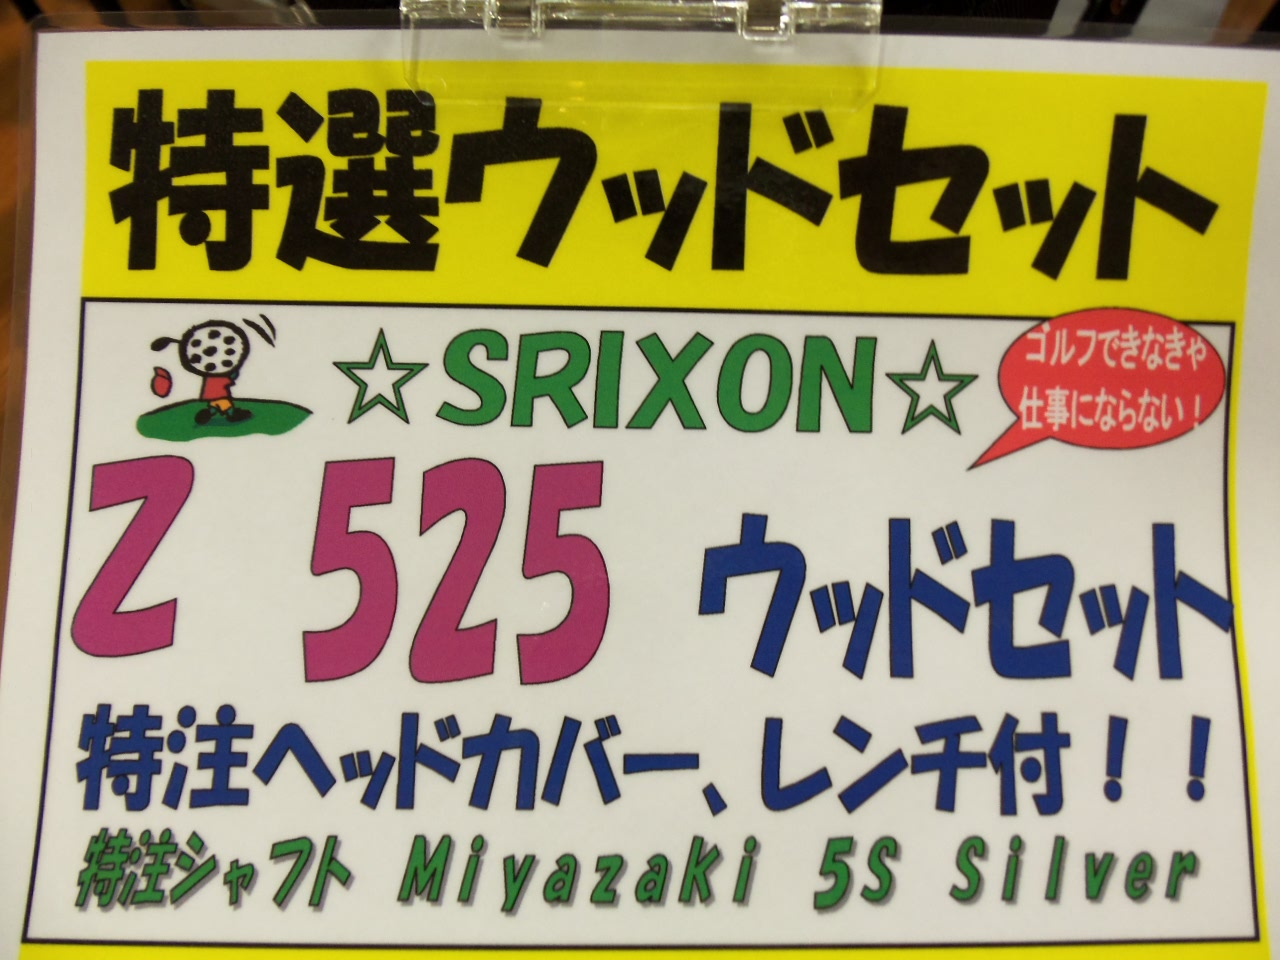 特選ウッドセット
☆SRIXON☆
ゴルフできなきゃ
仕事にならない！
Z 525 ウッドセット
特注ヘッドカバー、レンチ付！！
特注シャフト Miyazaki 5S Silver